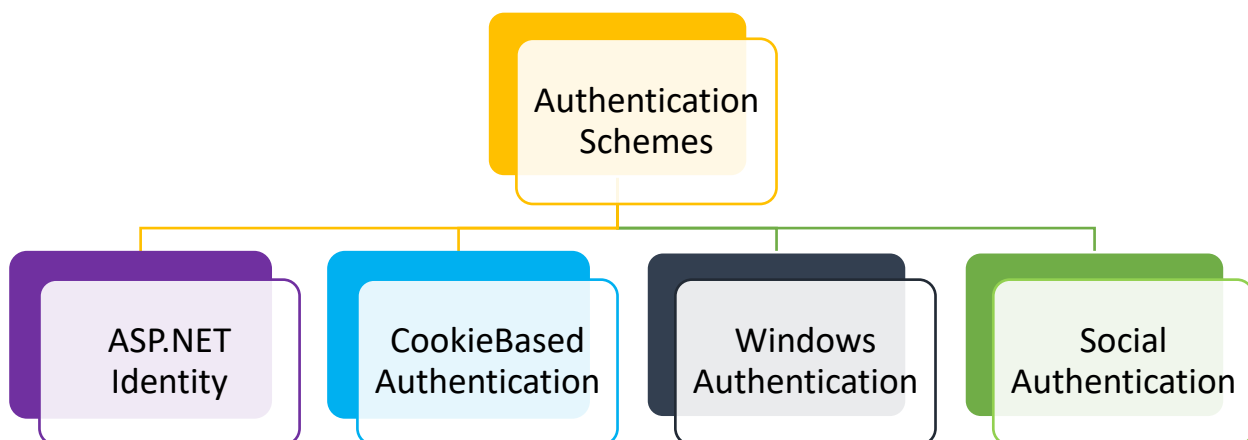 Authentication
Schemes
ASP.NET
Identity
CookieBased
Authentication
Windows
Authentication
Social
Authentication